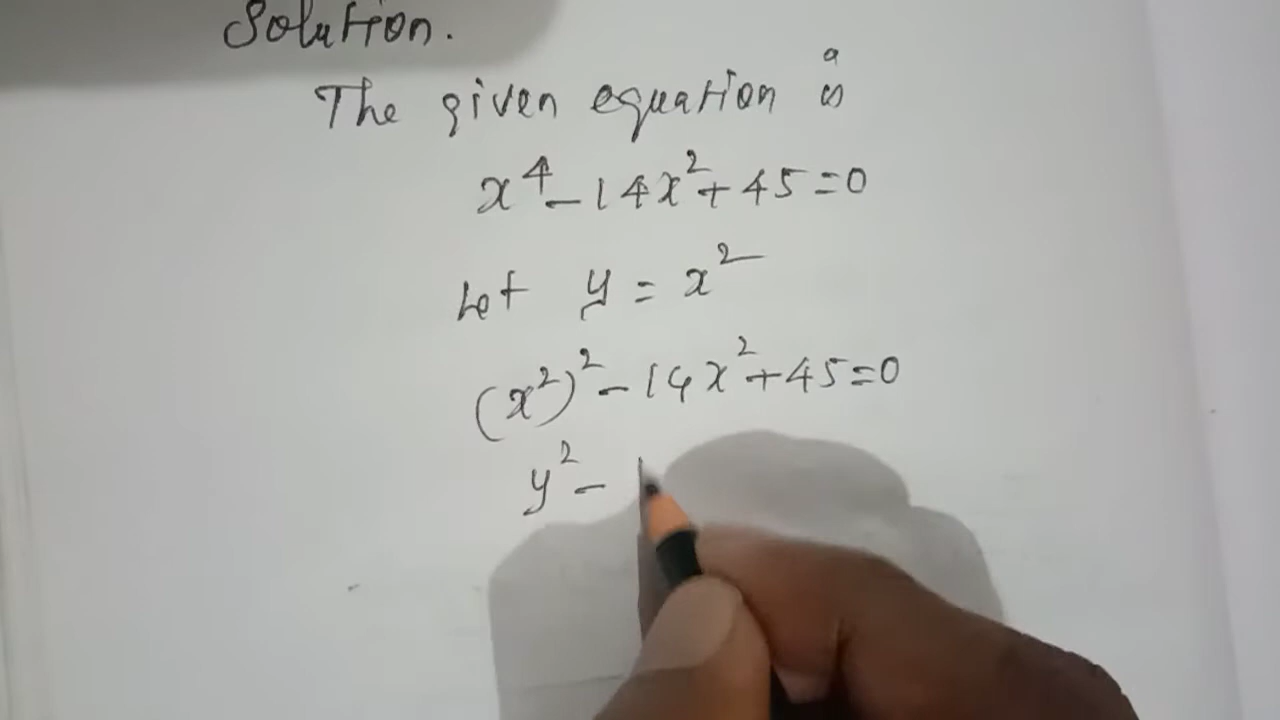 Solution.
The given equation is
x⁴ - 14x² + 45 = 0
Let y = x²
(x²)² - 14x² + 45 = 0
y² -